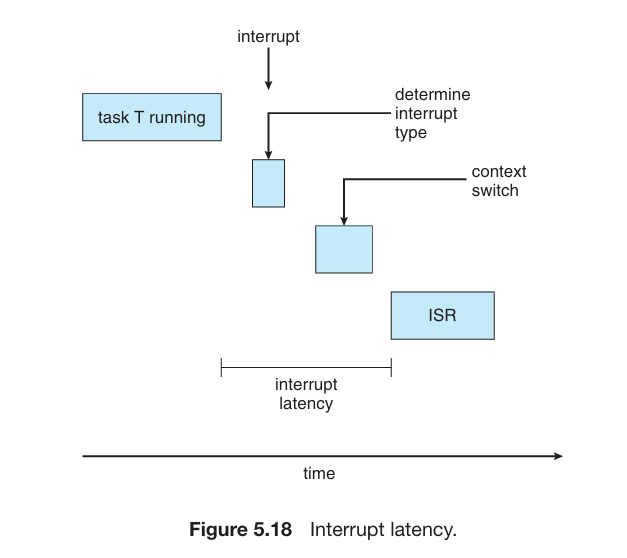 interrupt
task T running
determine
interrupt
type
context
switch
ISR
interrupt
latency
time
Figure 5.18 Interrupt latency.